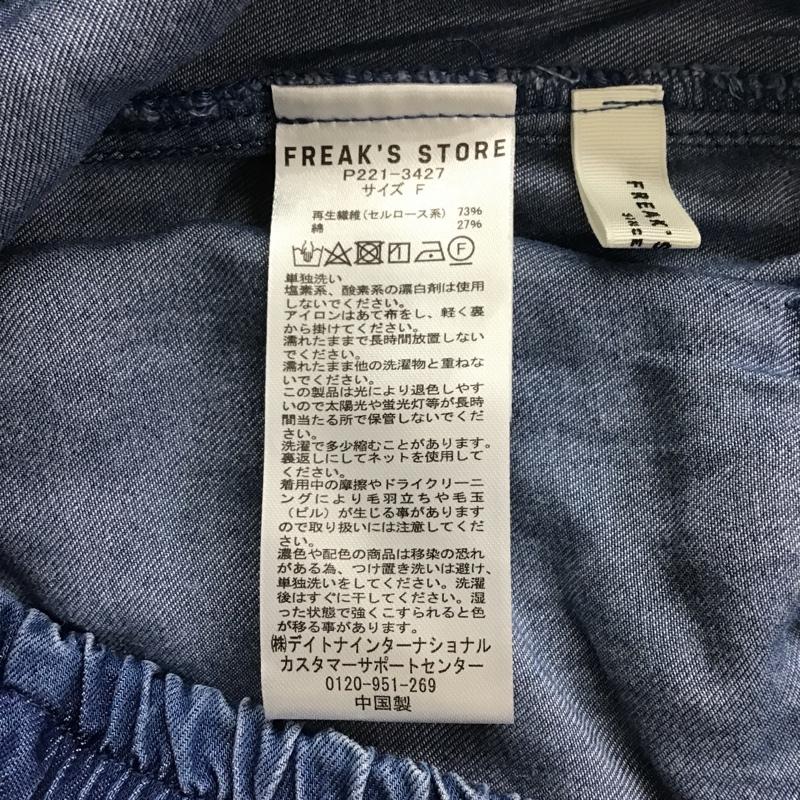 FREAK'S STORE
P221-3427
サイズ F
再生繊維(セルロース系) 73%
綿 27%
F
単独洗い
塩素系、酸素系の漂白剤は使用
しないでください。
アイロンはあて布をし、軽く裏
から掛けてください。
濡れたままで長時間放置しない
でください。
濡れたまま他の洗濯物と重ねな
いでください。
この製品は光により退色しやす
いので太陽光や蛍光灯等が長時
間当たる所で保管しないでくだ
さい。
洗濯で多少縮むことがあります。
裏返しにしてネットを使用して
ください。
着用中の摩擦やドライクリーニ
ングにより毛羽立ちや毛玉
(ピル)が生じる事があります
ので取り扱いには注意してくだ
さい。
濃色や配色の商品は移染の恐れ
がある為、つけ置き洗いは避け、
単独洗いをしてください。洗濯
後はすぐに干してください。湿
った状態で強くこすられると色
が移る事があります。
㈱デイトナインターナショナル
カスタマーサポートセンター
0120-951-269
中国製
FREAK'S S
SINCE